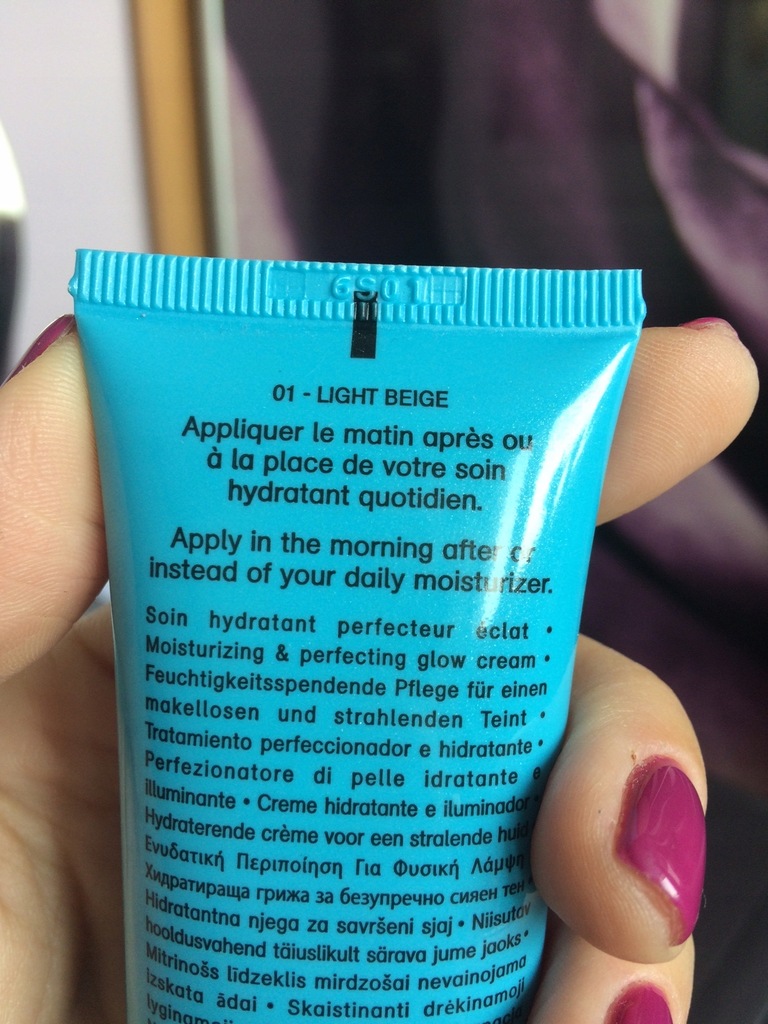 6901
01 - LIGHT BEIGE
Appliquer le matin après ou
à la place de votre soin
hydratant quotidien.
Apply in the morning after or
instead of your daily moisturizer.
Soin hydratant perfecteur éclat •
Moisturizing & perfecting glow cream •
Feuchtigkeitsspendende Pflege für einen
makellosen und strahlenden Teint •
Tratamiento perfeccionador e hidratante •
Perfezionatore di pelle idratante e
illuminante • Creme hidratante e iluminador •
Hydraterende crème voor een stralende huid
Ενυδατική Περιποίηση Για Φυσική Λάμψη
Хидратираща грижа за безупречно сияен тен •
Hidratantna njega za savršeni sjaj • Niisutav
hooldusvahend täiuslikult särava jume jaoks •
Mitrinošs līdzeklis mirdzošai nevainojama
izskata ādai • Skaistinanti drėkinamoji